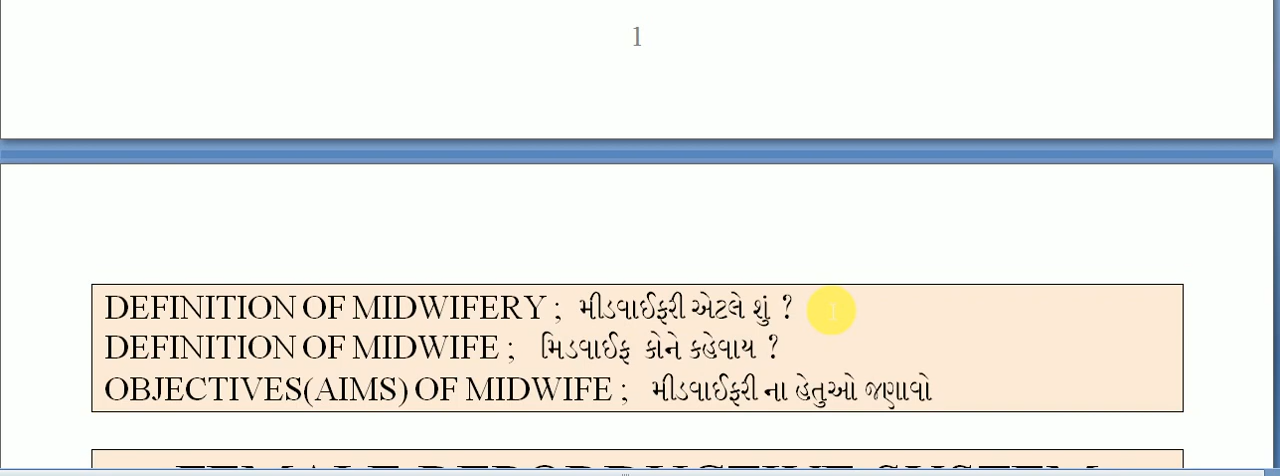 1
DEFINITION OF MIDWIFERY ; મીડવાઈફરી એટલે શું ?
DEFINITION OF MIDWIFE ; મિડવાઈફ કોને કહેવાય ?
OBJECTIVES(AIMS) OF MIDWIFE ; મીડવાઈફરી ના હેતુઓ જણાવો